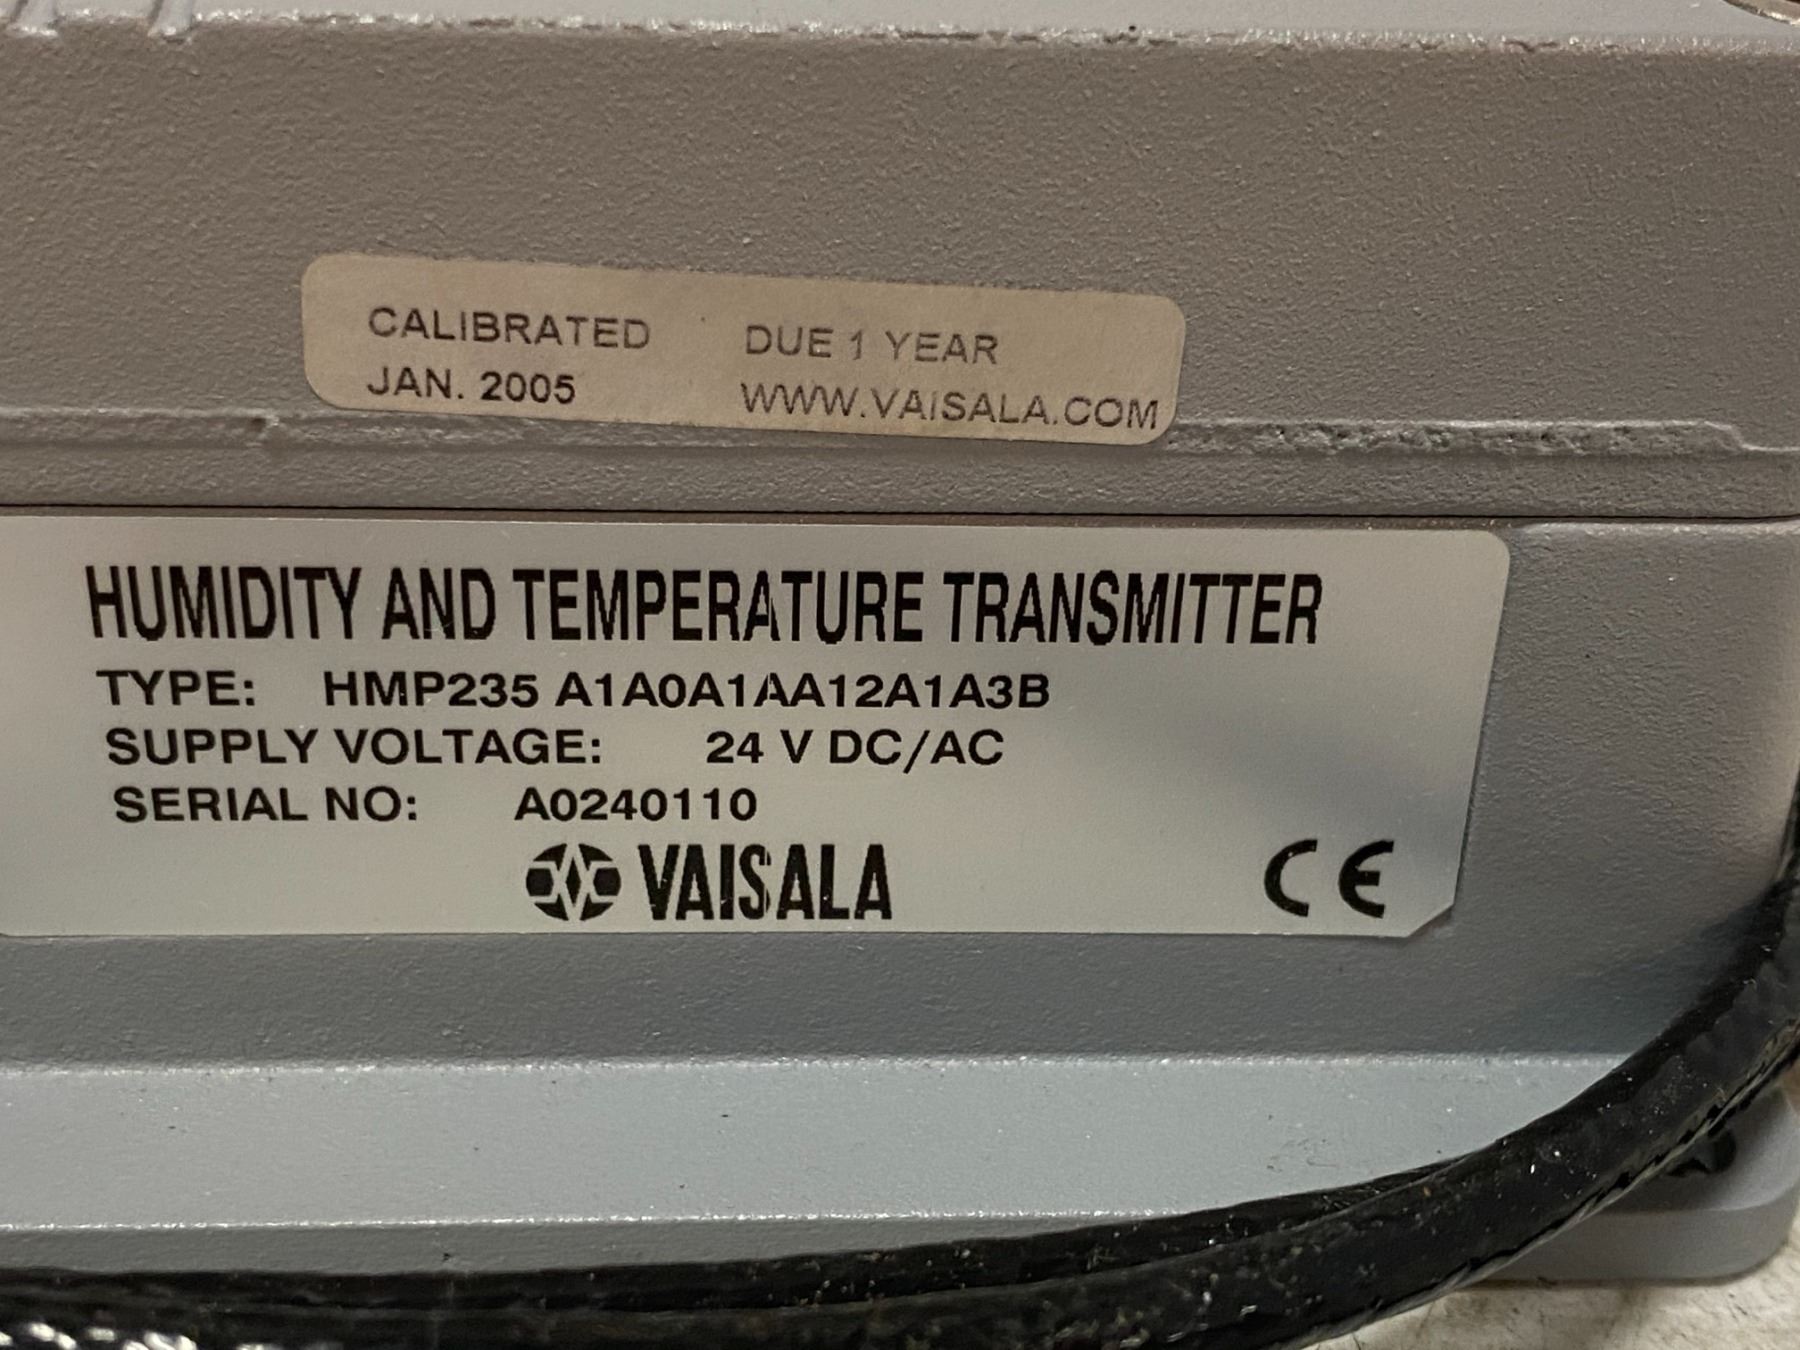 CALIBRATED DUE 1 YEAR
JAN. 2005 WWW.VAISALA.COM
HUMIDITY AND TEMPERATURE TRANSMITTER
TYPE: HMP235 A1A0A1AA12A1A3B
SUPPLY VOLTAGE: 24 V DC/AC
SERIAL NO: A0240110
VAISALA CE